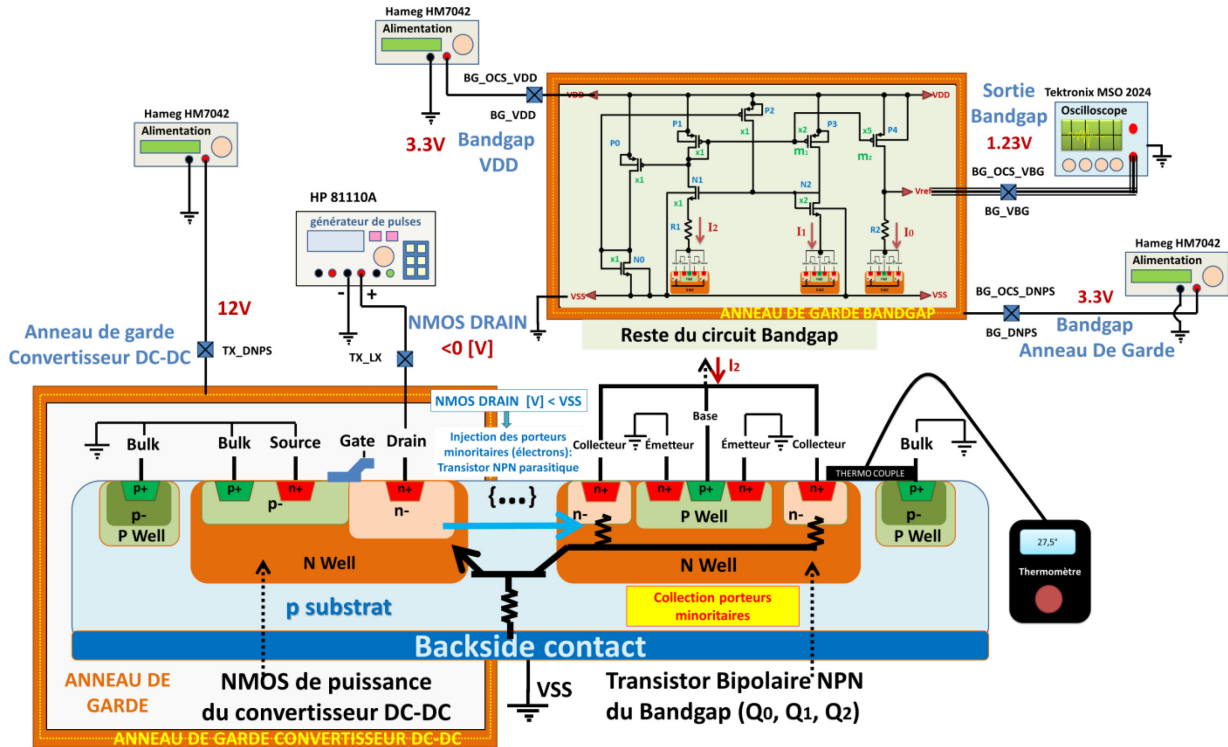 Hameg HM7042
Alimentation
BG_OCS_VDD
BG_VDD
3.3V
Bandgap
VDD
Hameg HM7042
Alimentation
12V
Anneau de garde
Convertisseur DC-DC
TX_DNPS
HP 81110A
générateur de pulses
-
+
NMOS DRAIN
<0 [V]
TX_LX
VDD
VDD
P0
P1
P2
P3
P4
x1
x1
x1
x2
x5
m1
m2
N1
x1
N2
x2
R1
I2
I1
R2
I0
Vref
x1
N0
VSS
VSS
ANNEAU DE GARDE BANDGAP
Reste du circuit Bandgap
Sortie
Bandgap
1.23V
Tektronix MSO 2024
Oscilloscope
BG_OCS_VBG
BG_VBG
Hameg HM7042
Alimentation
BG_OCS_DNPS
BG_DNPS
3.3V
Bandgap
Anneau De Garde
NMOS DRAIN [V] < VSS
Injection des porteurs
minoritaires (électrons):
Transistor NPN parasitique
I2
Bulk
Bulk
Source
Gate
Drain
Collecteur
Émetteur
Base
Émetteur
Collecteur
Bulk
THERMO COUPLE
p+
p+
n+
n+
{...}
n+
n+
p+
n+
n+
p+
p-
p-
n-
n-
n-
p-
P Well
P Well
P Well
N Well
N Well
p substrat
Collection porteurs
minoritaires
27,5°
Thermomètre
Backside contact
ANNEAU DE
GARDE
NMOS de puissance
du convertisseur DC-DC
VSS
Transistor Bipolaire NPN
du Bandgap (Q0, Q1, Q2)
ANNEAU DE GARDE CONVERTISSEUR DC-DC